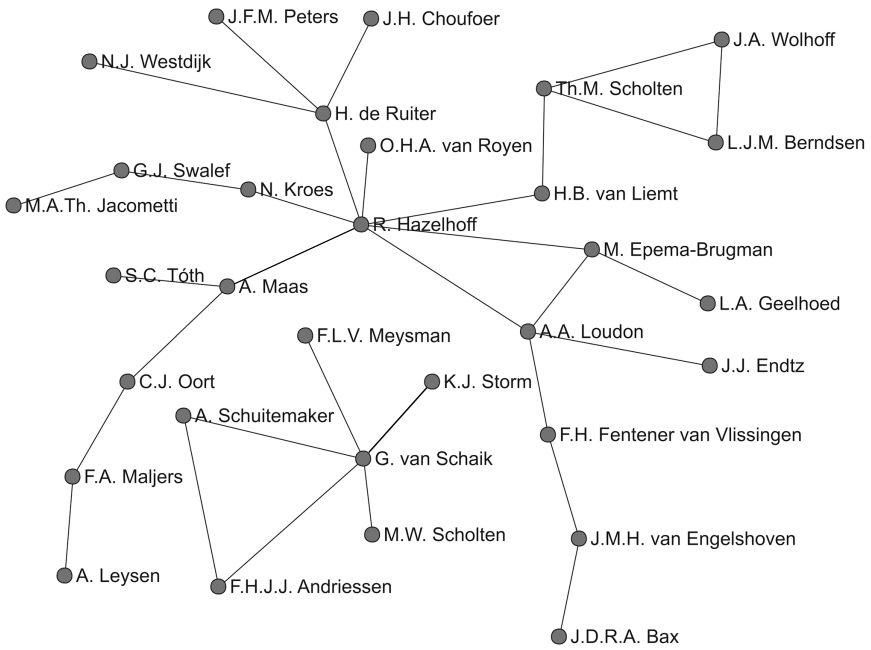 J.F.M. Peters
J.H. Choufoer
J.A. Wolhoff
N.J. Westdijk
Th.M. Scholten
H. de Ruiter
O.H.A. van Royen
L.J.M. Berndsen
G.J. Swalef
N. Kroes
H.B. van Liemt
M.A.Th. Jacometti
R. Hazelhoff
M. Epema-Brugman
S.C. Tóth
A. Maas
L.A. Geelhoed
F.L.V. Meysman
A.A. Loudon
J.J. Endtz
C.J. Oort
K.J. Storm
A. Schuitemaker
F.H. Fentener van Vlissingen
G. van Schaik
F.A. Maljers
M.W. Scholten
J.M.H. van Engelshoven
A. Leysen
F.H.J.J. Andriessen
J.D.R.A. Bax